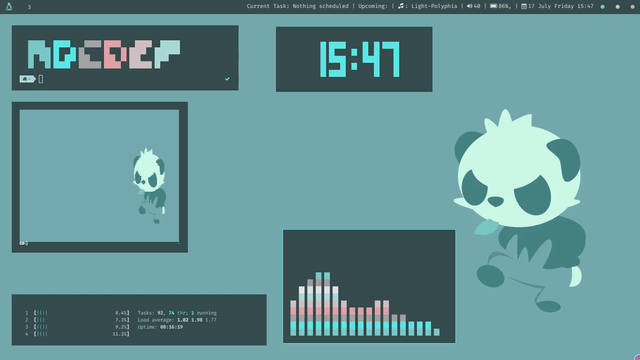 3
Current Task: Nothing scheduled | Upcoming: | : Light-Polyphia | 40 | 86%, | 17 July Friday 15:47
15:47
1 [|||| 8.4%] Tasks: 92, 74 thr; 1 running
2 [||| 7.3%] Load average: 1.02 1.98 1.77
3 [|||| 9.2%] Uptime: 00:16:19
4 [|||| 11.3%]